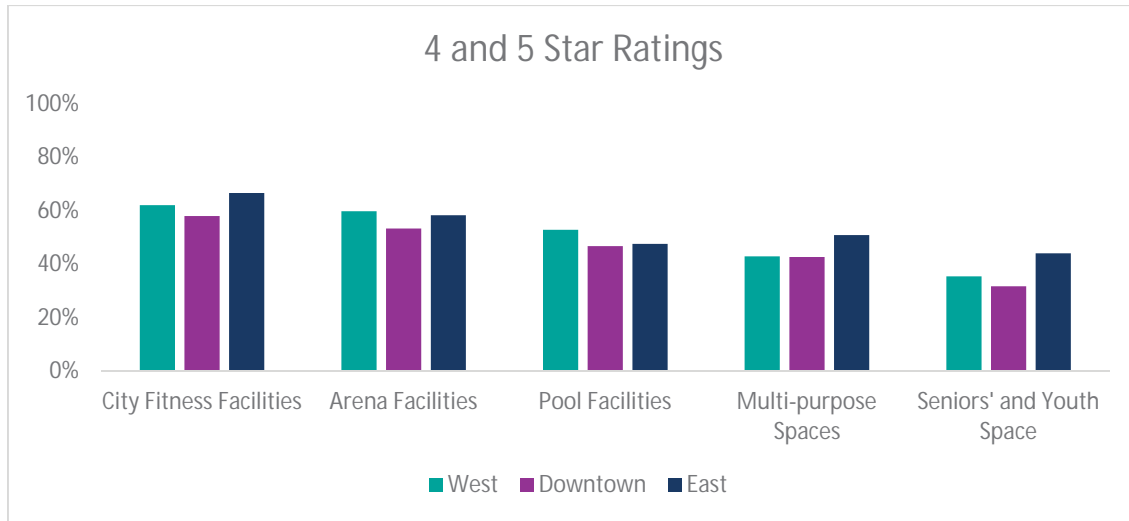 4 and 5 Star Ratings
100%
80%
60%
40%
20%
0%
City Fitness Facilities
Arena Facilities
Pool Facilities
Multi-purpose
Spaces
Seniors' and Youth
Space
West
Downtown
East